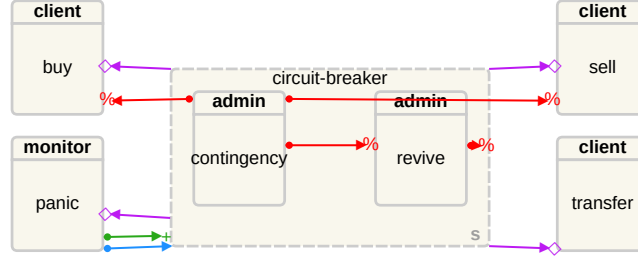 client
buy
client
sell
circuit-breaker
admin
contingency
admin
revive
%
%
%
%
monitor
panic
+
client
transfer
s